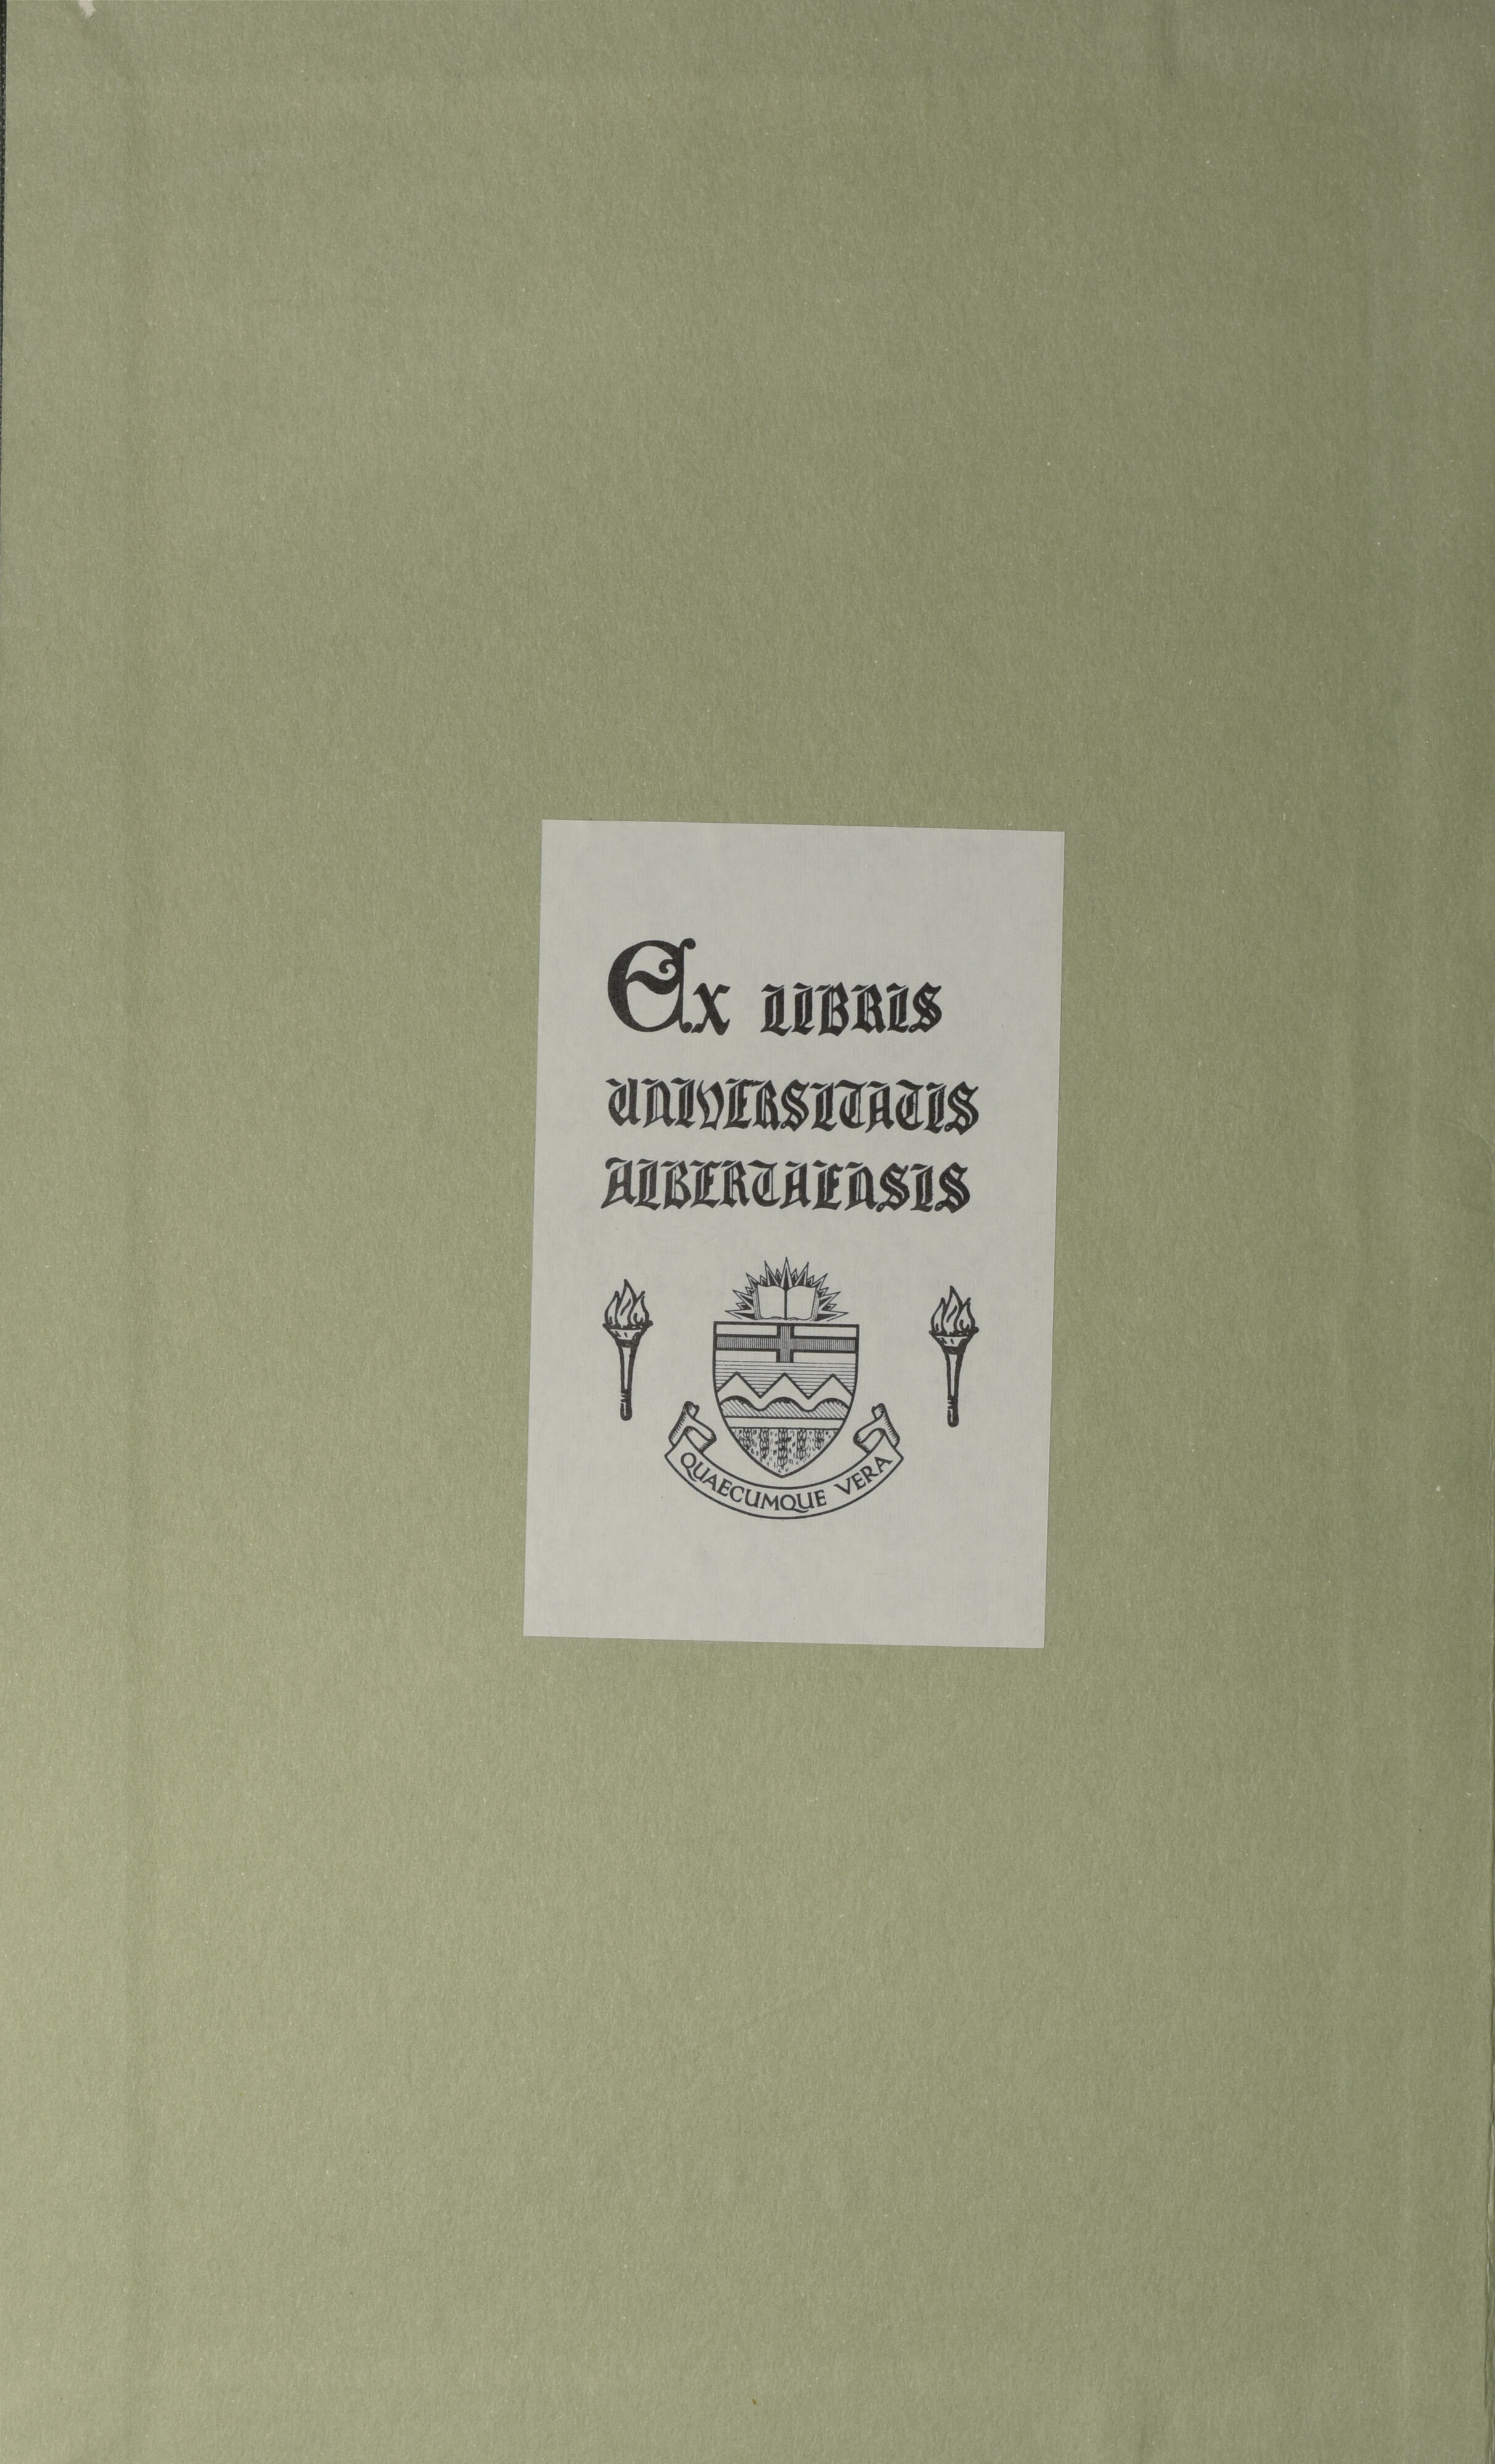 Ex LIBRIS
UNIVERSITATIS
ALBERTAENSIS
QUAECUMQUE VERA